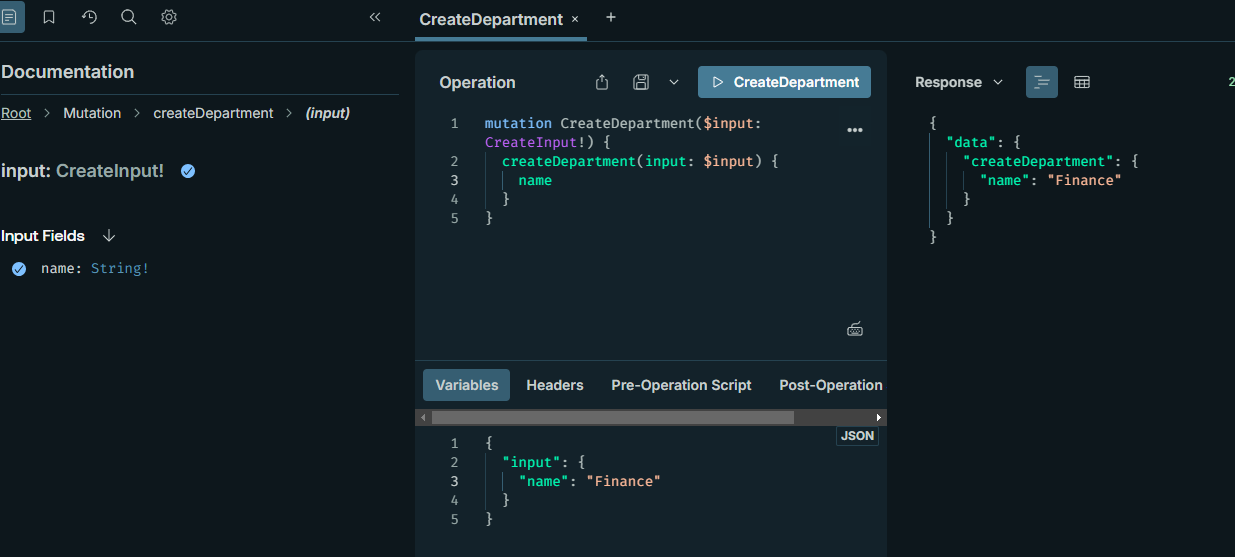 CreateDepartment × +
Documentation
Root > Mutation > createDepartment > (input)
input: CreateInput!
Input Fields ↓
name: String!
Operation
CreateDepartment
1 mutation CreateDepartment($input:
CreateInput!) {
2 createDepartment(input: $input) {
3 name
4 }
5 }
Variables Headers Pre-Operation Script Post-Operation
JSON
1 {
2 "input": {
3 "name": "Finance"
4 }
5 }
Response
2
{
"data": {
"createDepartment": {
"name": "Finance"
}
}
}